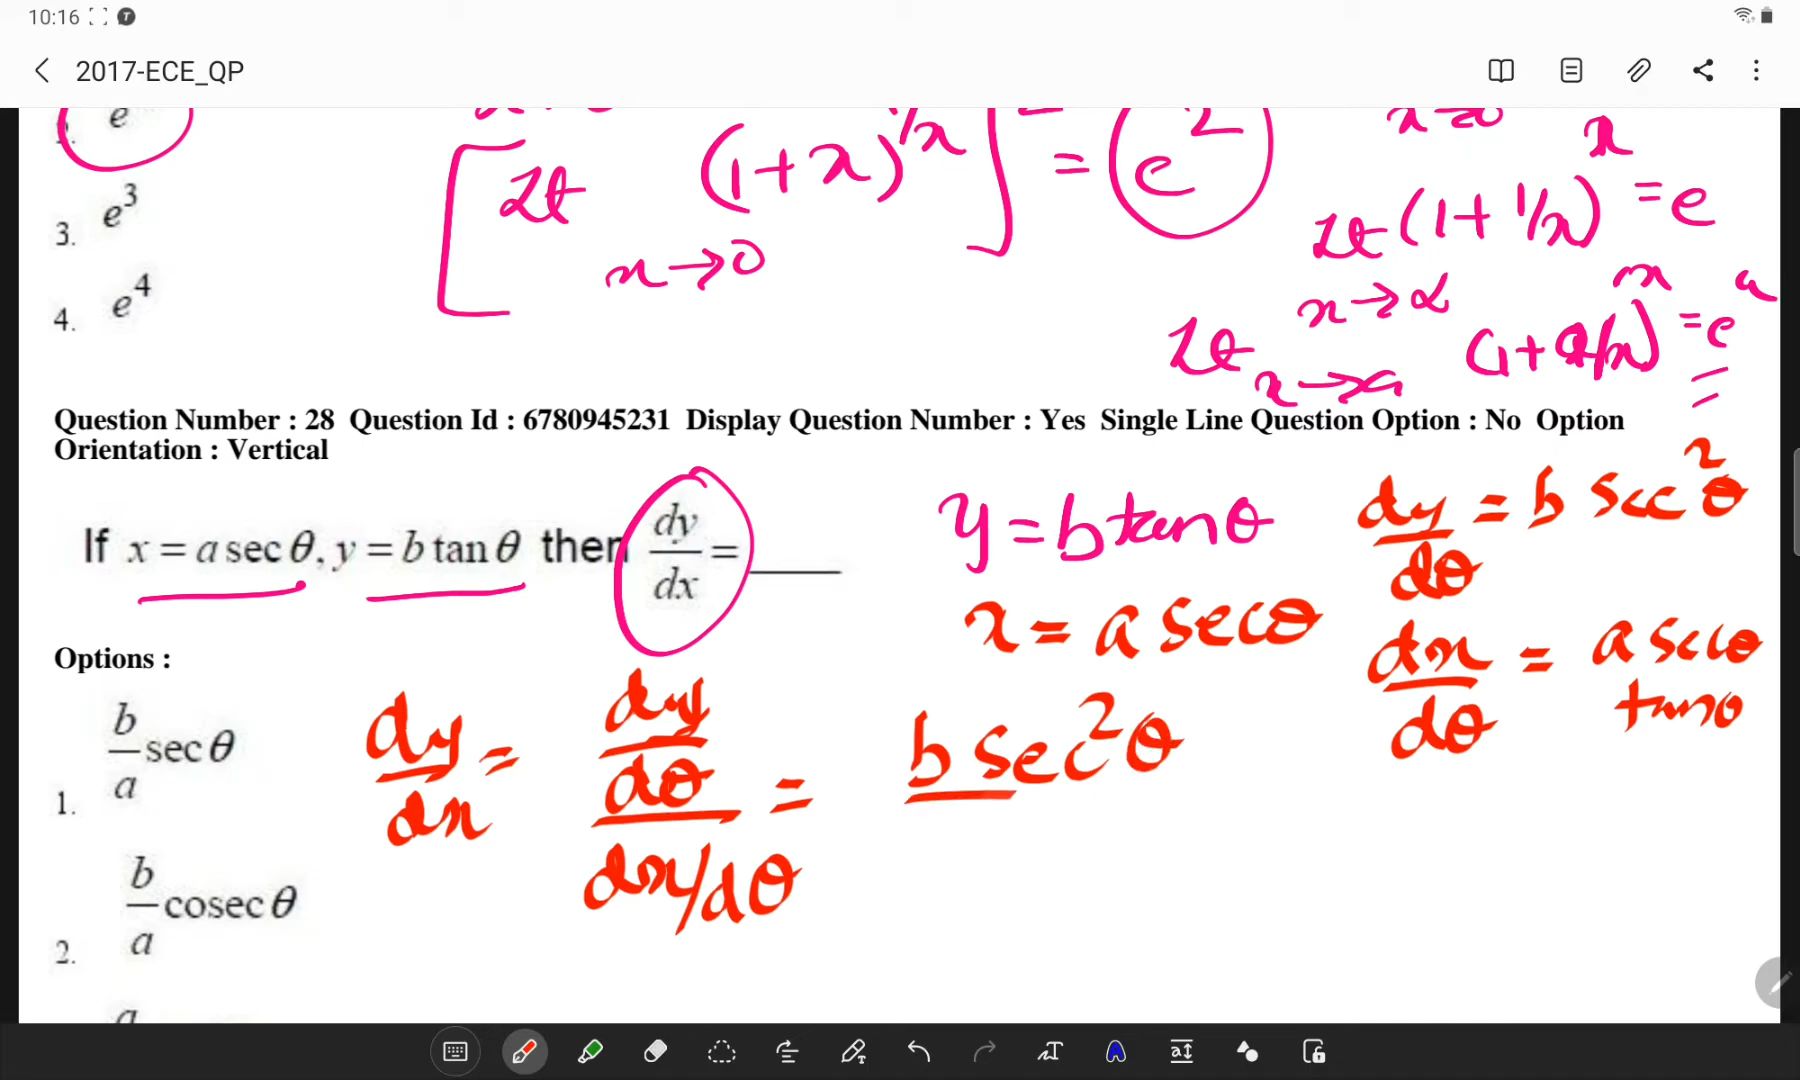 10:16
2017-ECE_QP
e
[lt x→0 (1+x)^1/x] = e^2
x→0
3. e^3
lt x→α (1+1/x)^x = e
4. e^4
lt (1+a/x)^x = e^a
Question Number : 28 Question Id : 6780945231 Display Question Number : Yes Single Line Question Option : No Option
Orientation : Vertical
If x = a sec θ, y = b tan θ then dy/dx = ____
y = b tan θ
dy/dθ = b sec^2 θ
x = a sec θ
dx/dθ = a sec θ tan θ
Options :
1. b/a sec θ
dy/dx = dy/dθ / dx/dθ = b sec^2 θ
2. b/a cosec θ
a